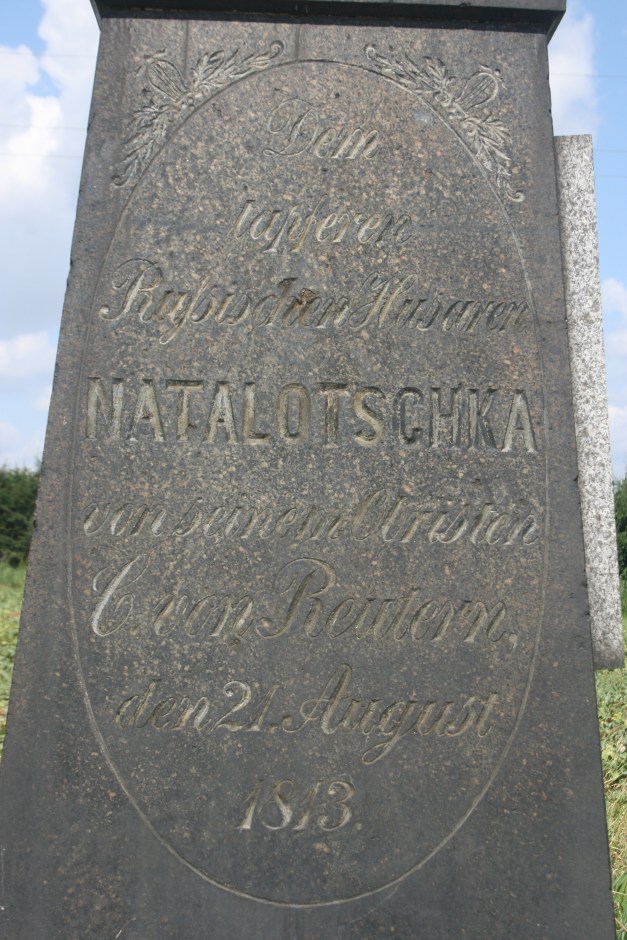 Dem
tapferen
Rußischen Husaren
NATALOTSCHKA
von seinem Obristen
C. von Reutern,
den 21. August
1813.